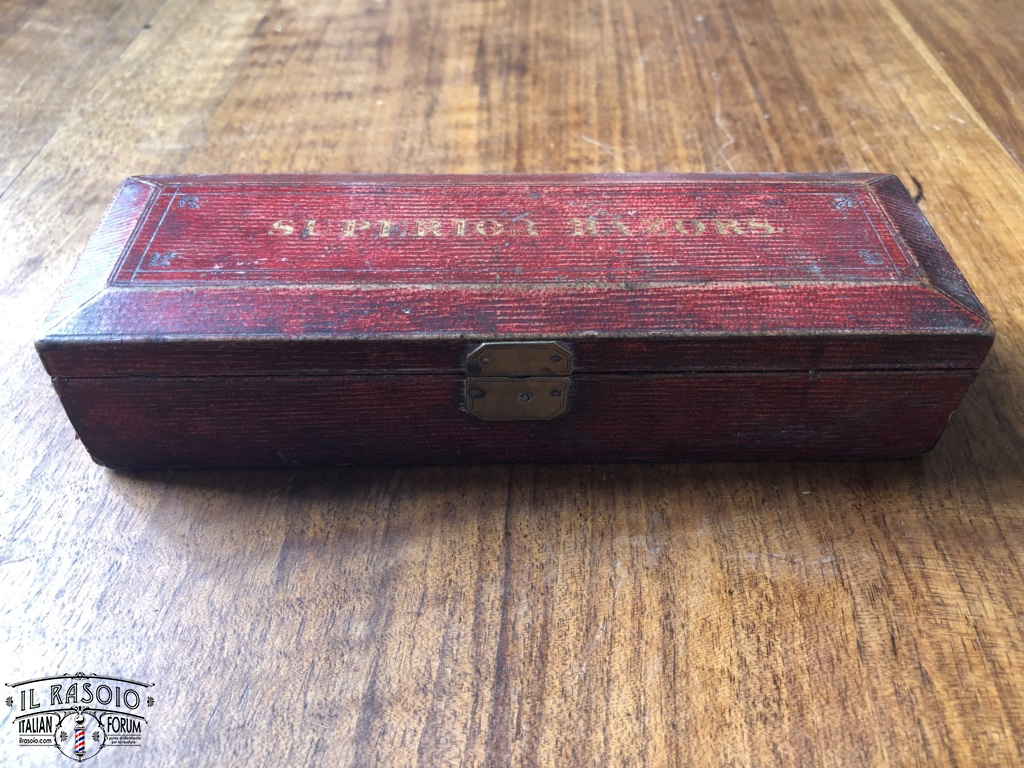 SUPERIOR RAZORS.
IL RASOIO
ITALIAN FORUM
ilrasoio.com